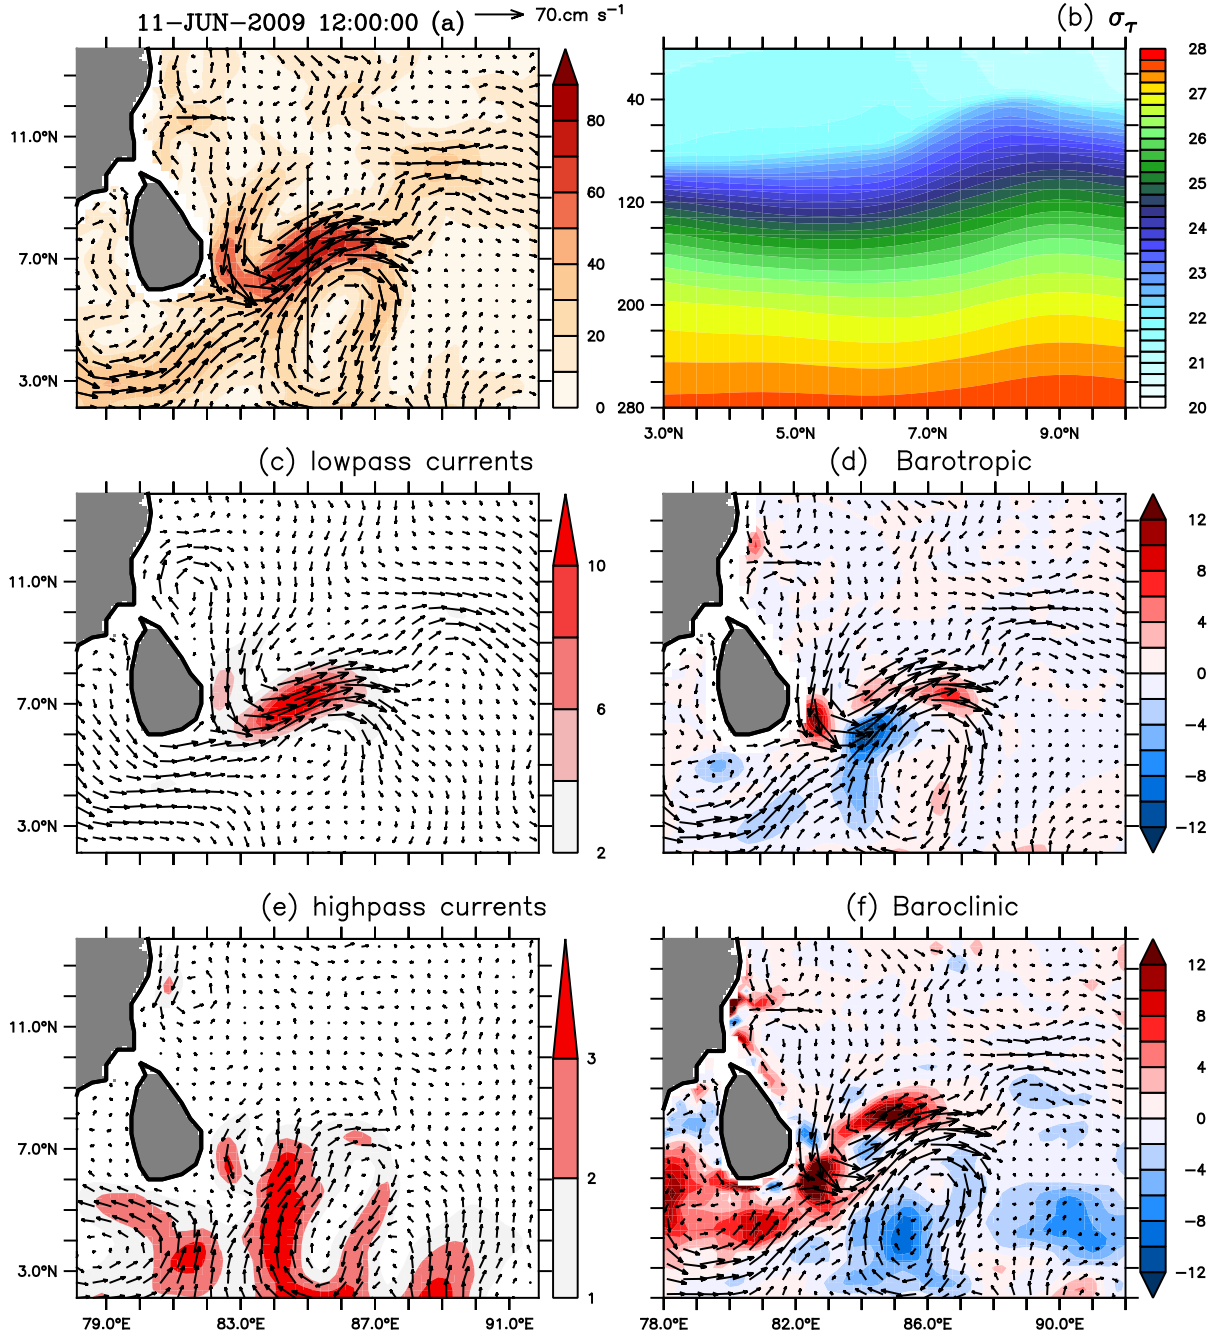 11-JUN-2009 12:00:00 (a)
70.cm s⁻¹
(b) στ
11.0°N
7.0°N
3.0°N
80
60
40
20
0
40
120
200
280
3.0°N 5.0°N 7.0°N 9.0°N
28
27
26
25
24
23
22
21
20
(c) lowpass currents
11.0°N
7.0°N
3.0°N
10
6
2
(d) Barotropic
12
8
4
0
−4
−8
−12
(e) highpass currents
11.0°N
7.0°N
3.0°N
79.0°E 83.0°E 87.0°E 91.0°E
3
2
1
(f) Baroclinic
78.0°E 82.0°E 86.0°E 90.0°E
12
8
4
0
−4
−8
−12